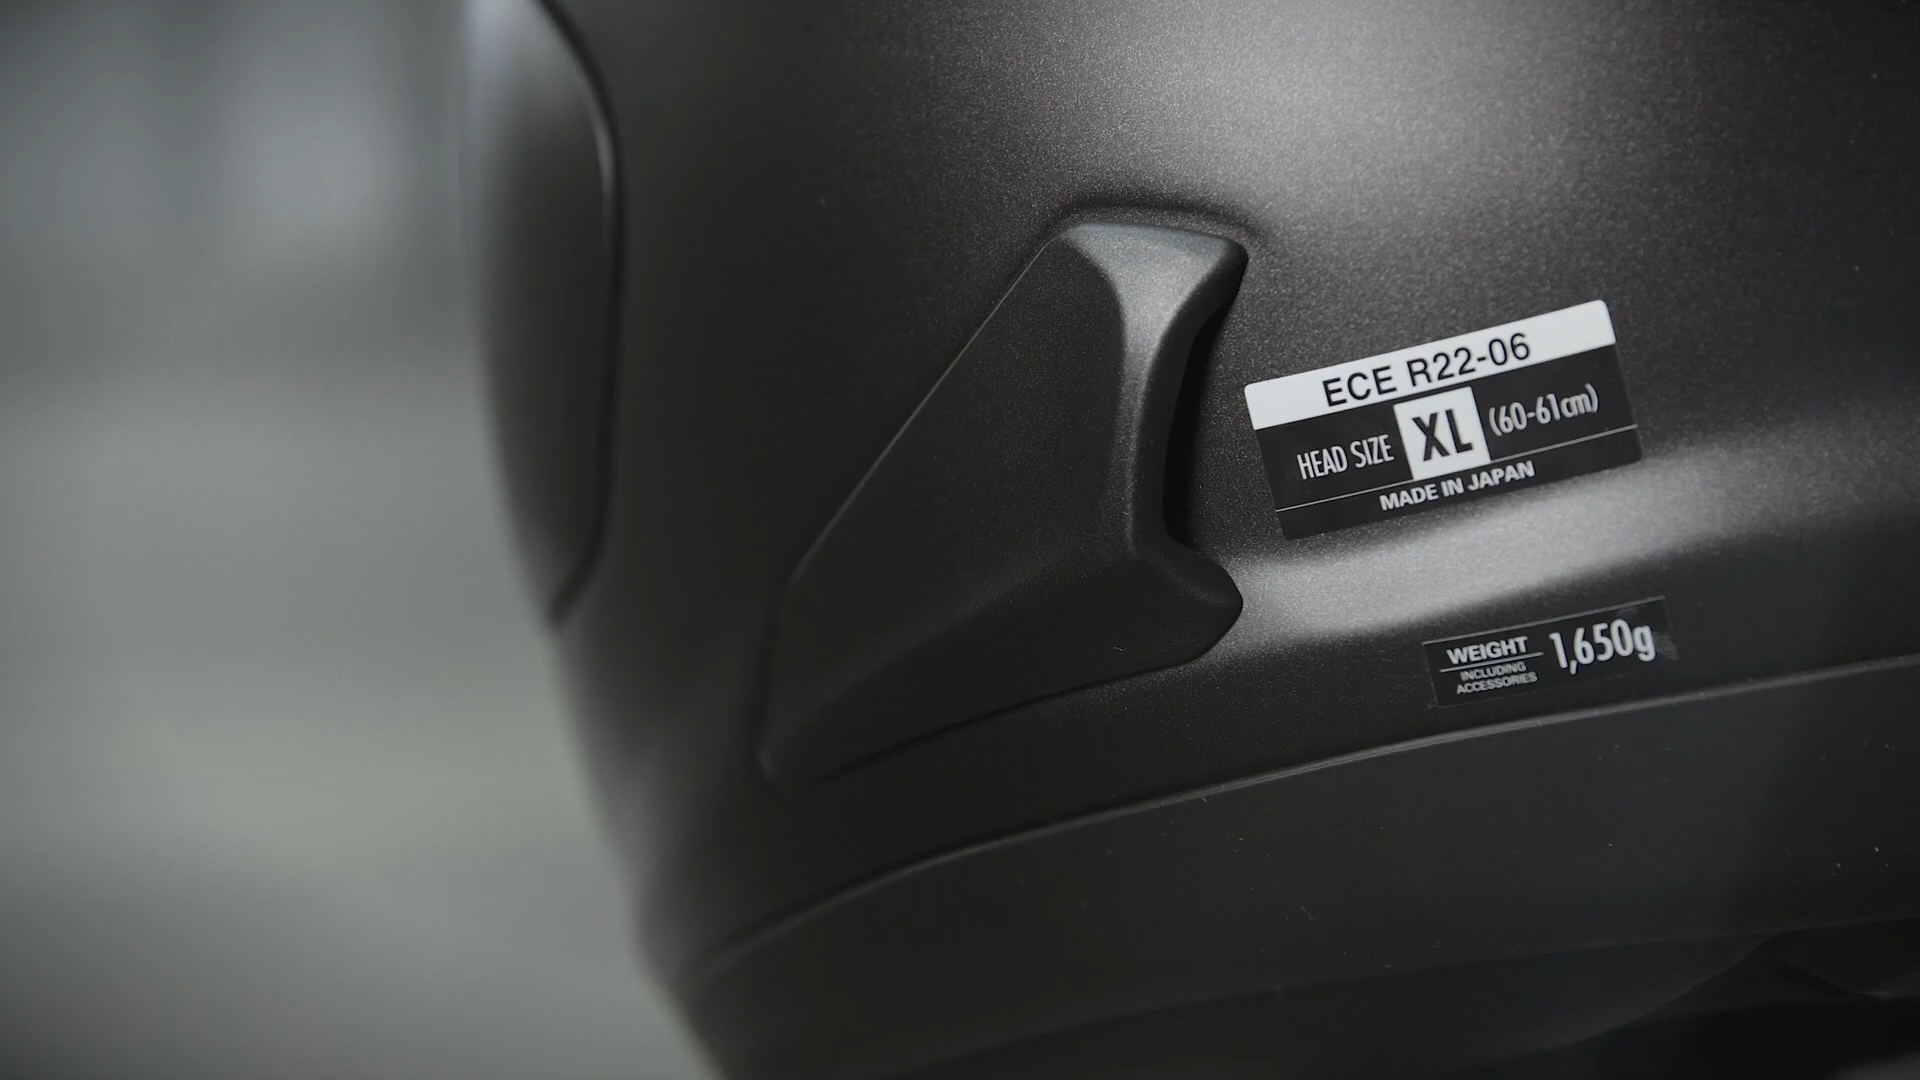 ECE R22-06
HEAD SIZE XL (60-61cm)
MADE IN JAPAN
WEIGHT 1,650g
INCLUDING
ACCESSORIES